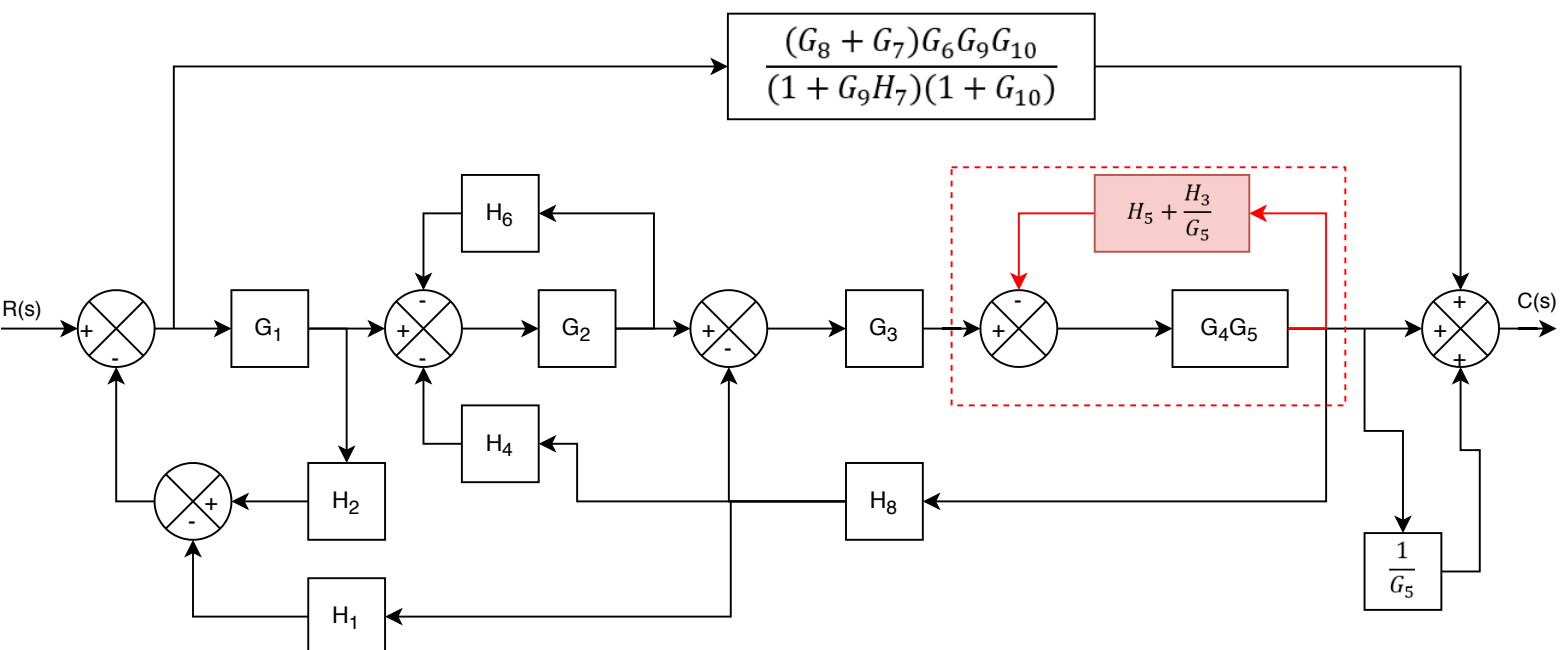 (G₈ + G₇)G₆G₉G₁₀
(1 + G₉H₇)(1 + G₁₀)
H₆
H₅ + H₃/G₅
R(s)
C(s)
- - +
+ G₁ + G₂ + G₃ + G₄G₅ +
- - - +
H₄
H₂
+
-
H₈
1/G₅
H₁